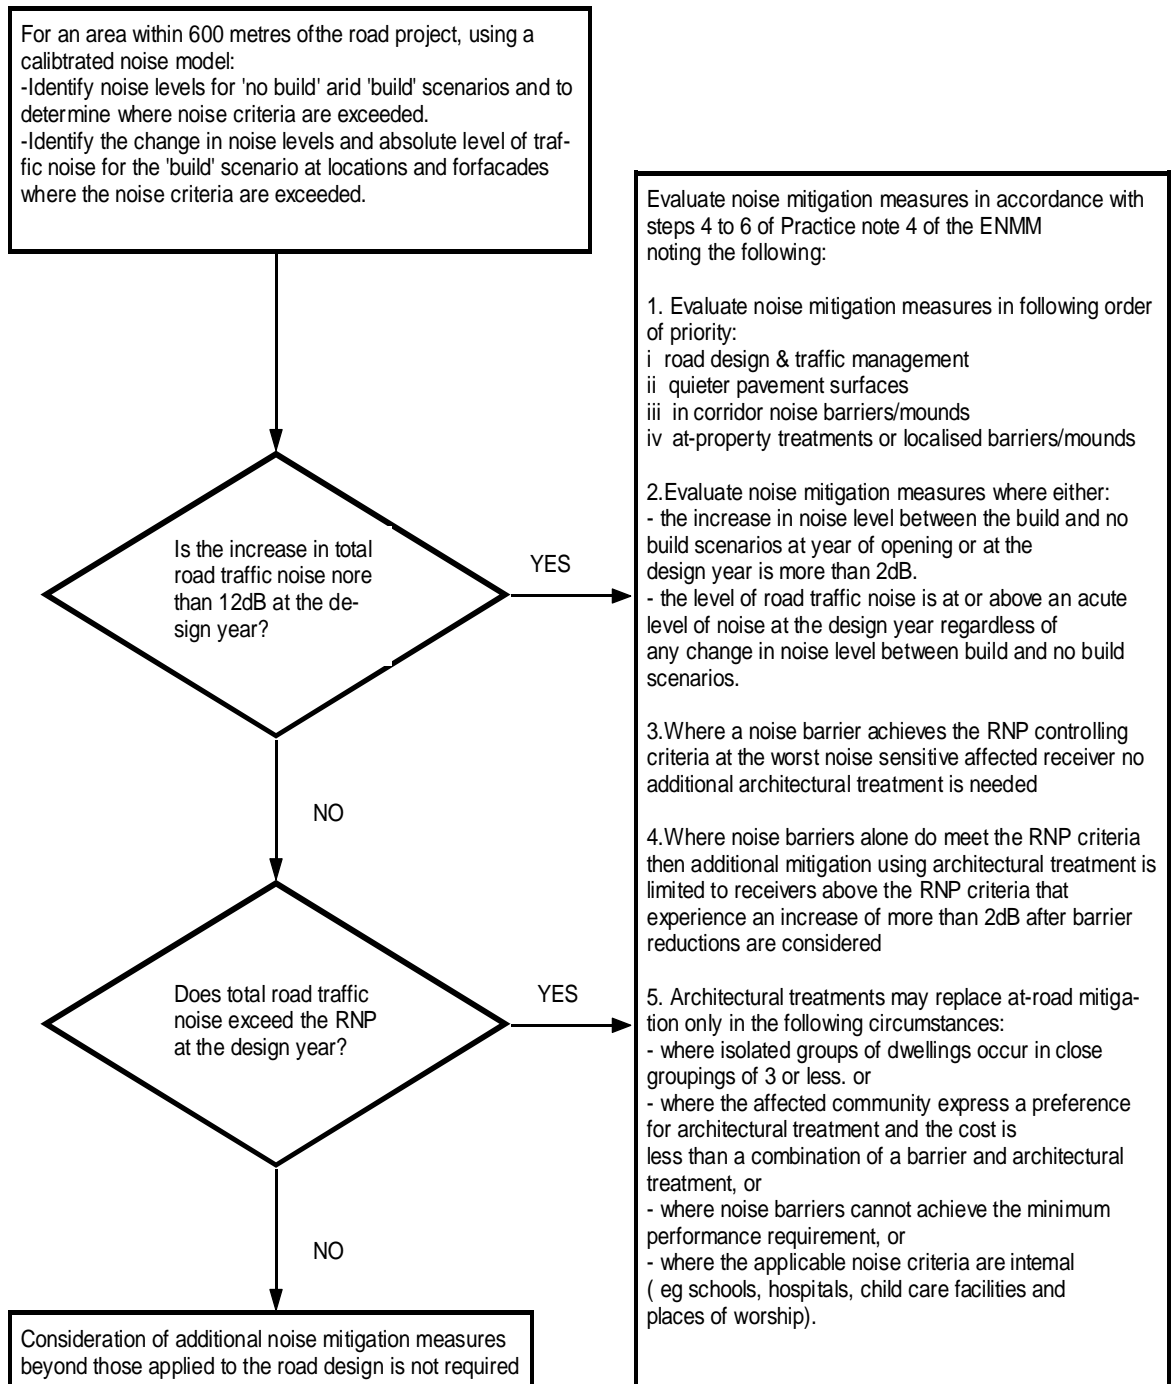 For an area within 600 metres ofthe road project, using a
calibtrated noise model:
-Identify noise levels for 'no build' arid 'build' scenarios and to
determine where noise criteria are exceeded.
-Identify the change in noise levels and absolute level of traf-
fic noise for the 'build' scenario at locations and forfacades
where the noise criteria are exceeded.
Is the increase in total
road traffic noise nore
than 12dB at the de-
sign year?
YES
NO
Does total road traffic
noise exceed the RNP
at the design year?
YES
NO
Consideration of additional noise mitigation measures
beyond those applied to the road design is not required
Evaluate noise mitigation measures in accordance with
steps 4 to 6 of Practice note 4 of the ENMM
noting the following:
1. Evaluate noise mitigation measures in following order
of priority:
i road design & traffic management
ii quieter pavement surfaces
iii in corridor noise barriers/mounds
iv at-property treatments or localised barriers/mounds
2.Evaluate noise mitigation measures where either:
- the increase in noise level between the build and no
build scenarios at year of opening or at the
design year is more than 2dB.
- the level of road traffic noise is at or above an acute
level of noise at the design year regardless of
any change in noise level between build and no build
scenarios.
3.Where a noise barrier achieves the RNP controlling
criteria at the worst noise sensitive affected receiver no
additional architectural treatment is needed
4.Where noise barriers alone do meet the RNP criteria
then additional mitigation using architectural treatment is
limited to receivers above the RNP criteria that
experience an increase of more than 2dB after barrier
reductions are considered
5. Architectural treatments may replace at-road mitiga-
tion only in the following circumstances:
- where isolated groups of dwellings occur in close
groupings of 3 or less. or
- where the affected community express a preference
for architectural treatment and the cost is
less than a combination of a barrier and architectural
treatment, or
- where noise barriers cannot achieve the minimum
performance requirement, or
- where the applicable noise criteria are intemal
( eg schools, hospitals, child care facilities and
places of worship).